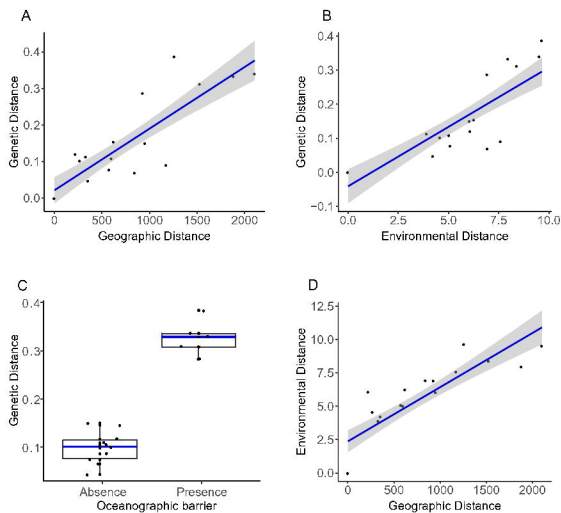 A
Genetic Distance
0.4
0.3
0.2
0.1
0.0
0 500 1000 1500 2000
Geographic Distance
B
Genetic Distance
0.4
0.3
0.2
0.1
0.0
−0.1
0.0 2.5 5.0 7.5 10.0
Environmental Distance
C
Genetic Distance
0.4
0.3
0.2
0.1
Absence Presence
Oceanographic barrier
D
Environmental Distance
12.5
10.0
7.5
5.0
2.5
0.0
0 500 1000 1500 2000
Geographic Distance